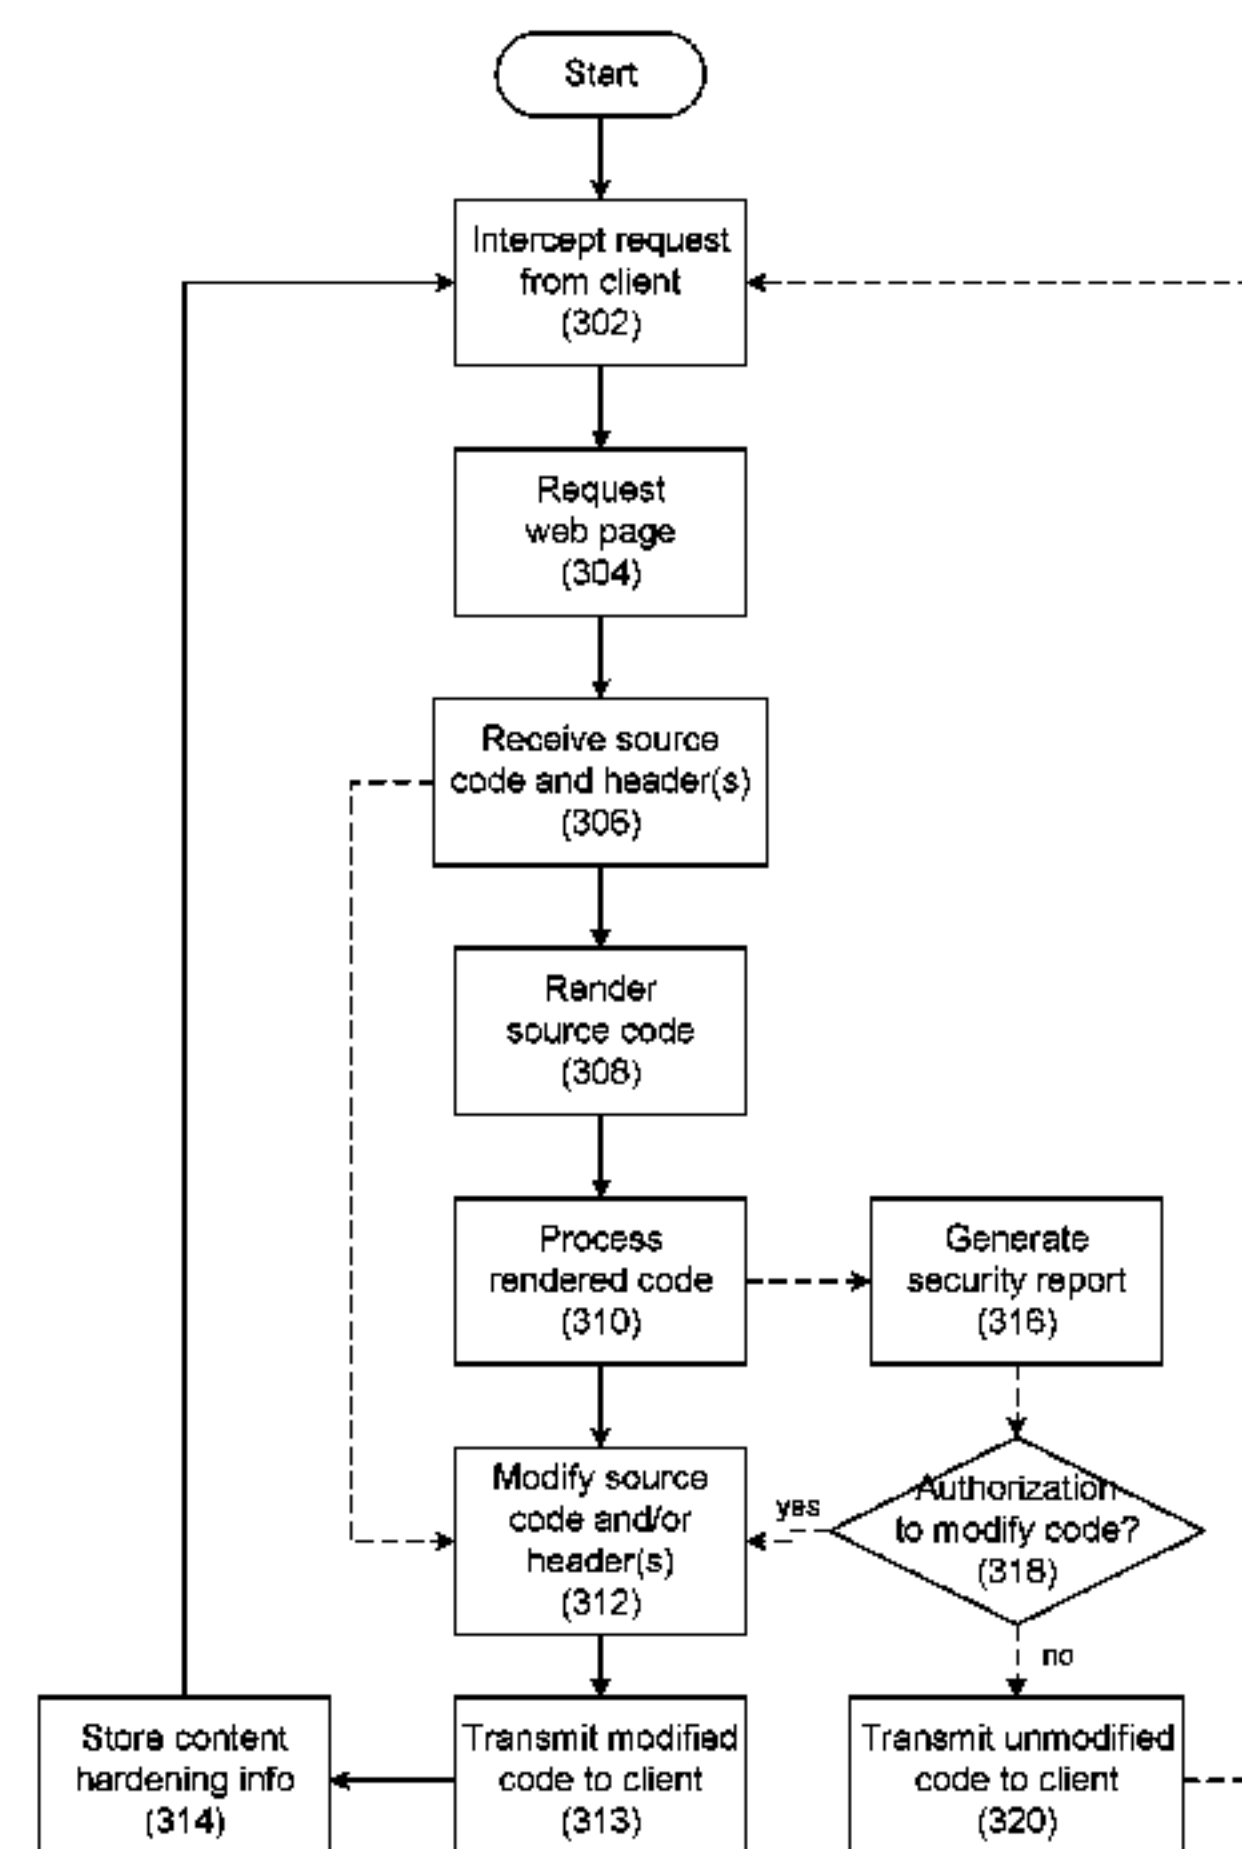 Start
Intercept request
from client
(302)
Request
web page
(304)
Receive source
code and header(s)
(306)
Render
source code
(308)
Process
rendered code
(310)
Generate
security report
(316)
Modify source
code and/or
header(s)
(312)
yes
Authorization
to modify code?
(318)
no
Store content
hardening info
(314)
Transmit modified
code to client
(313)
Transmit unmodified
code to client
(320)